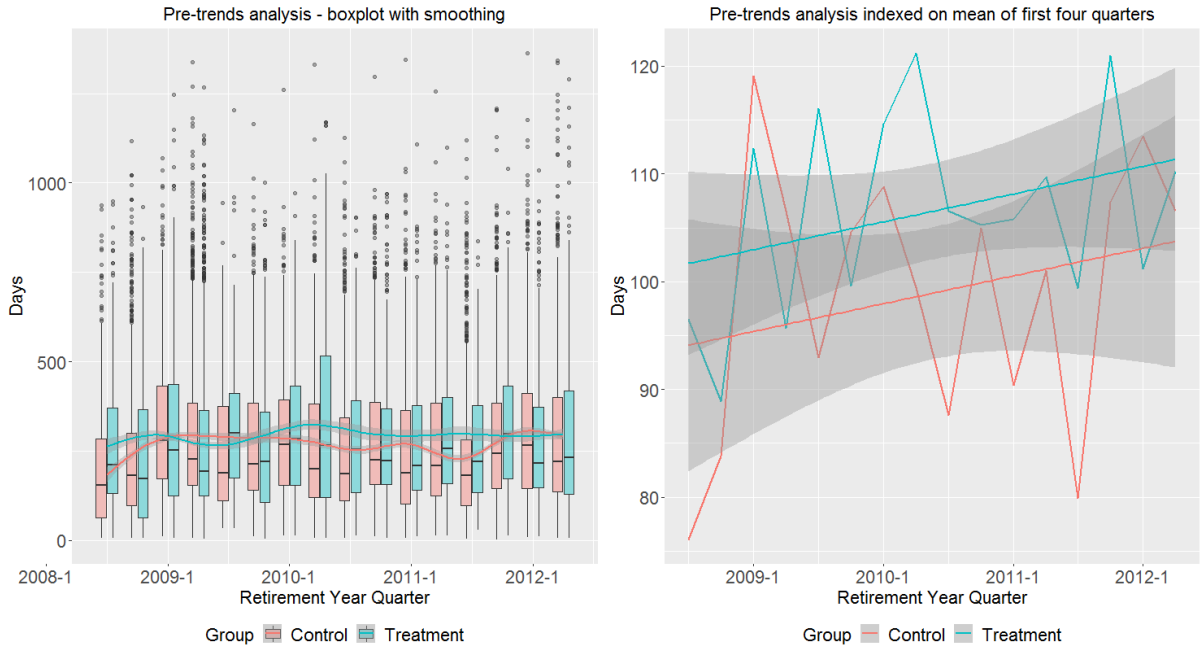 Pre-trends analysis - boxplot with smoothing
Days
1000
500
0
2008-1 2009-1 2010-1 2011-1 2012-1
Retirement Year Quarter
Group Control Treatment
Pre-trends analysis indexed on mean of first four quarters
Days
120
110
100
90
80
2009-1 2010-1 2011-1 2012-1
Retirement Year Quarter
Group Control Treatment